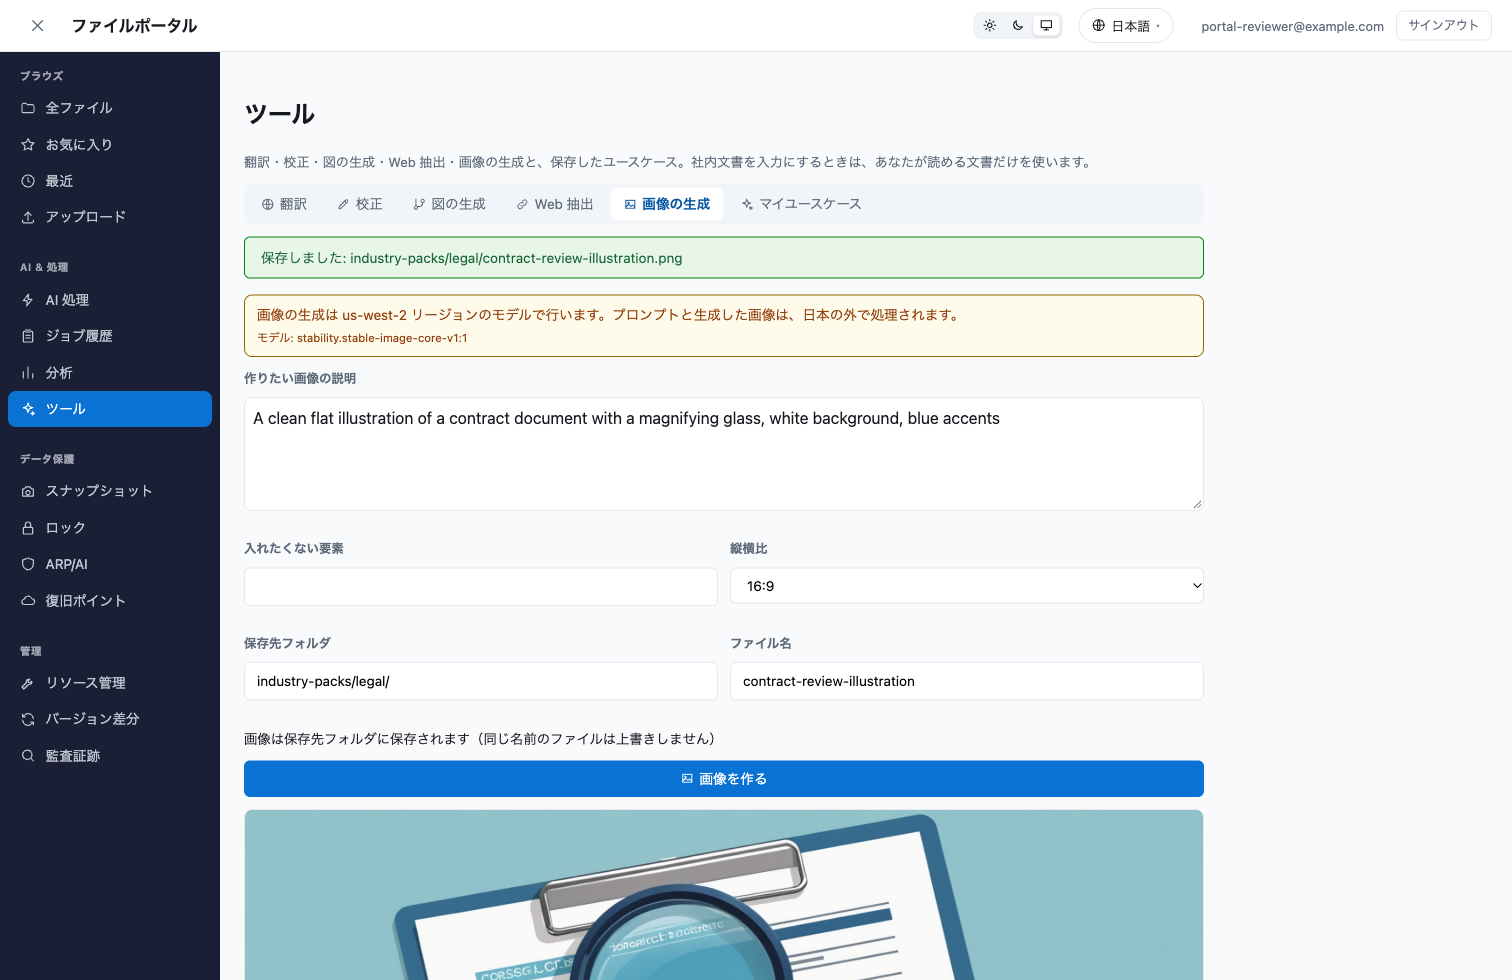 ファイルポータル
日本語
portal-reviewer@example.com
サインアウト
ブラウズ
全ファイル
お気に入り
最近
アップロード
AI & 処理
AI 処理
ジョブ履歴
分析
ツール
データ保護
スナップショット
ロック
ARP/AI
復旧ポイント
管理
リソース管理
バージョン差分
監査証跡
ツール
翻訳・校正・図の生成・Web 抽出・画像の生成と、保存したユースケース。社内文書を入力にするときは、あなたが読める文書だけを使います。
翻訳
校正
図の生成
Web 抽出
画像の生成
マイユースケース
保存しました: industry-packs/legal/contract-review-illustration.png
画像の生成は us-west-2 リージョンのモデルで行います。プロンプトと生成した画像は、日本の外で処理されます。
モデル: stability.stable-image-core-v1:1
作りたい画像の説明
A clean flat illustration of a contract document with a magnifying glass, white background, blue accents
入れたくない要素
縦横比
16:9
保存先フォルダ
ファイル名
industry-packs/legal/
contract-review-illustration
画像は保存先フォルダに保存されます（同じ名前のファイルは上書きしません）
画像を作る